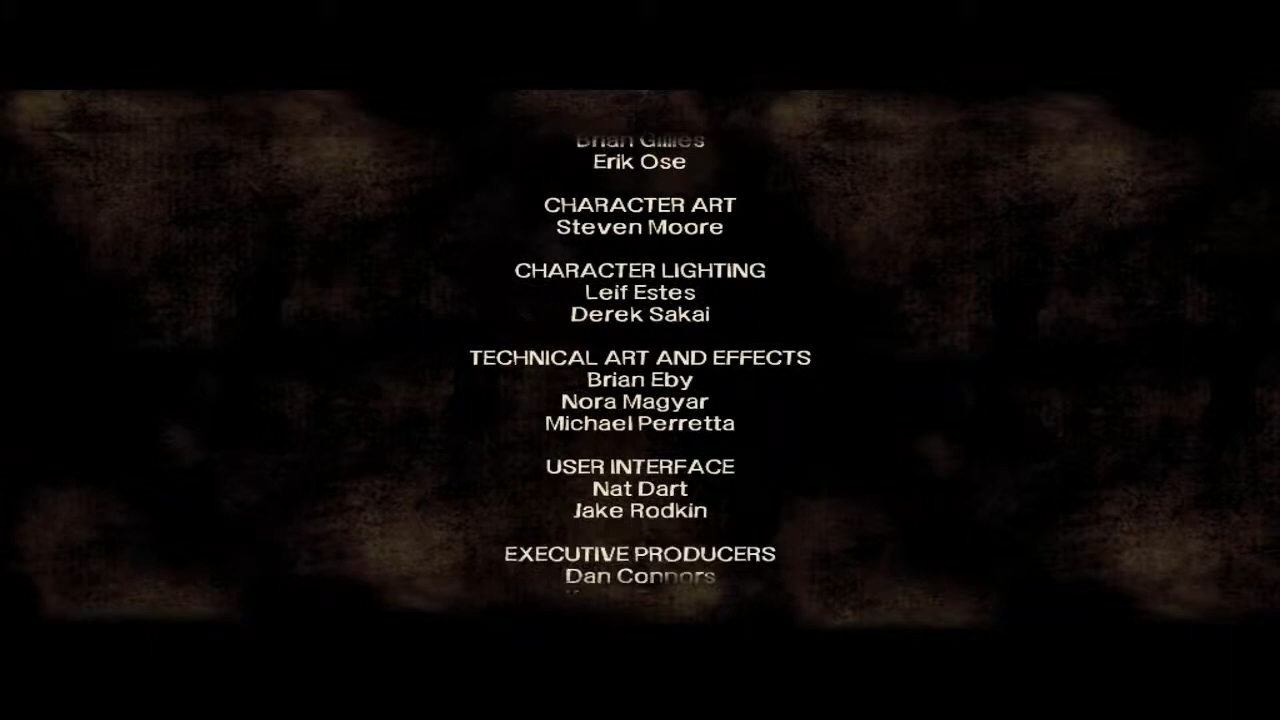 Brian Gillies
Erik Ose
CHARACTER ART
Steven Moore
CHARACTER LIGHTING
Leif Estes
Derek Sakai
TECHNICAL ART AND EFFECTS
Brian Eby
Nora Magyar
Michael Perretta
USER INTERFACE
Nat Dart
Jake Rodkin
EXECUTIVE PRODUCERS
Dan Connors